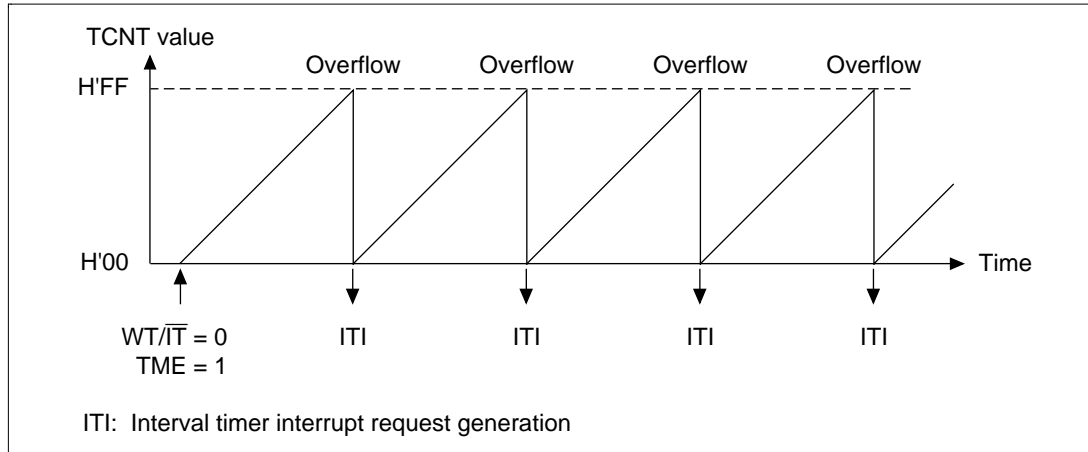 TCNT value
Overflow Overflow Overflow Overflow
H'FF
H'00
Time
WT/I̅T̅ = 0
TME = 1
ITI ITI ITI ITI
ITI: Interval timer interrupt request generation